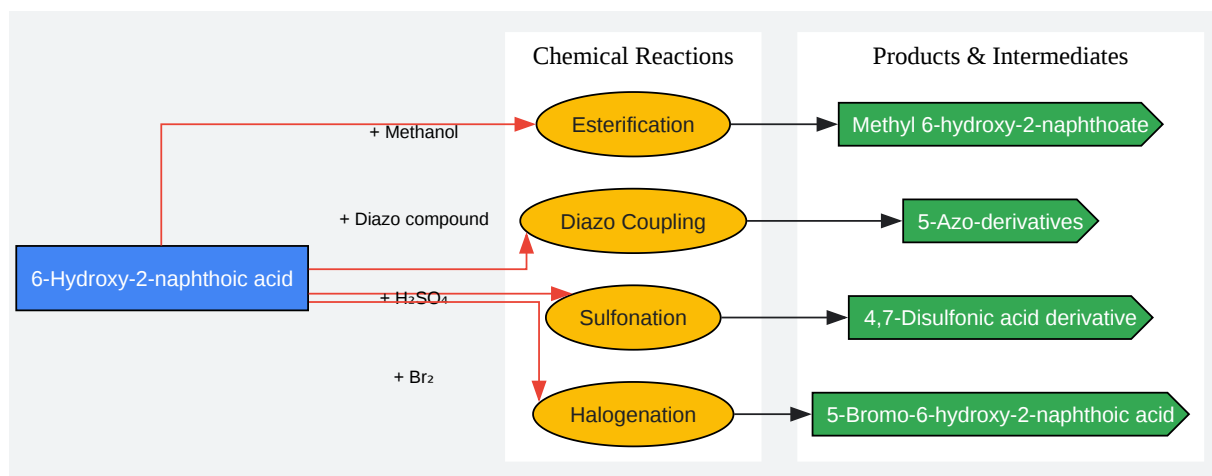 Chemical Reactions
Products & Intermediates
+ Methanol
Esterification
Methyl 6-hydroxy-2-naphthoate
+ Diazo compound
Diazo Coupling
5-Azo-derivatives
6-Hydroxy-2-naphthoic acid
+ H₂SO₄
Sulfonation
4,7-Disulfonic acid derivative
+ Br₂
Halogenation
5-Bromo-6-hydroxy-2-naphthoic acid